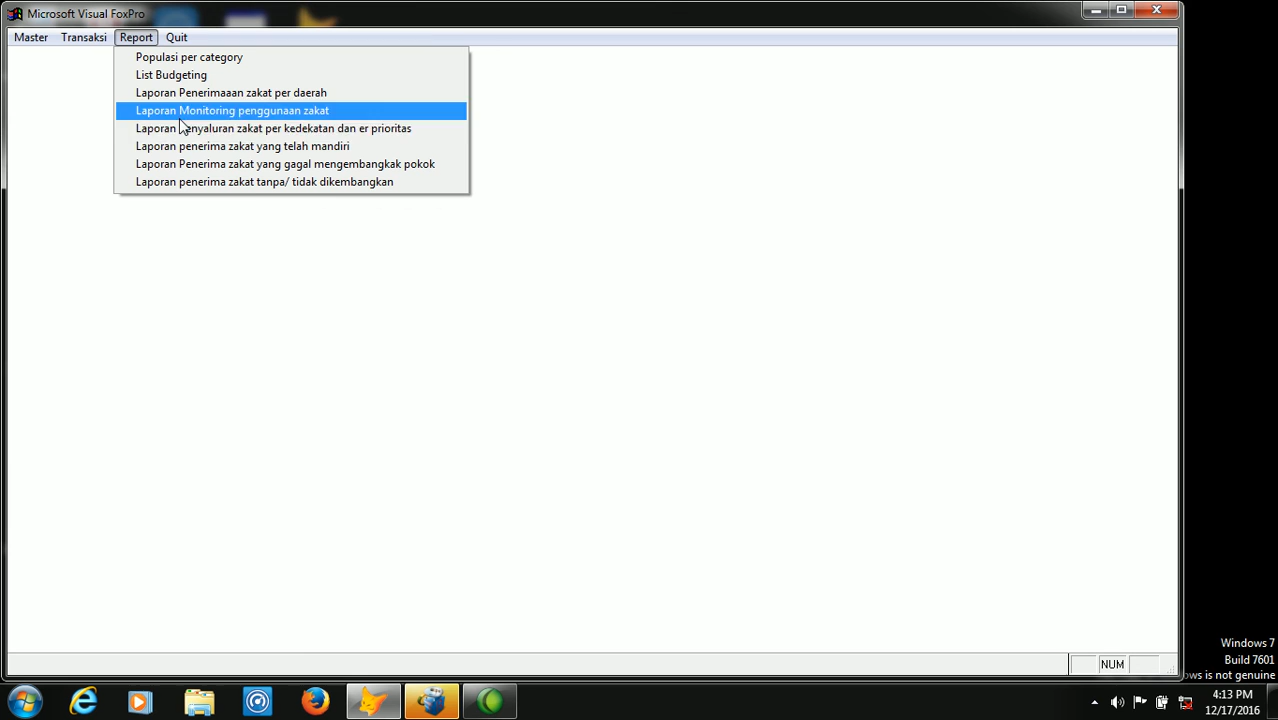 Microsoft Visual FoxPro
Master Transaksi Report Quit
Populasi per category
List Budgeting
Laporan Penerimaaan zakat per daerah
Laporan Monitoring penggunaan zakat
Laporan enyaluran zakat per kedekatan dan er prioritas
Laporan penerima zakat yang telah mandiri
Laporan Penerima zakat yang gagal mengembangkak pokok
Laporan penerima zakat tanpa/ tidak dikembangkan
NUM
Windows 7
Build 7601
ws is not genuine
4:13 PM
12/17/2016